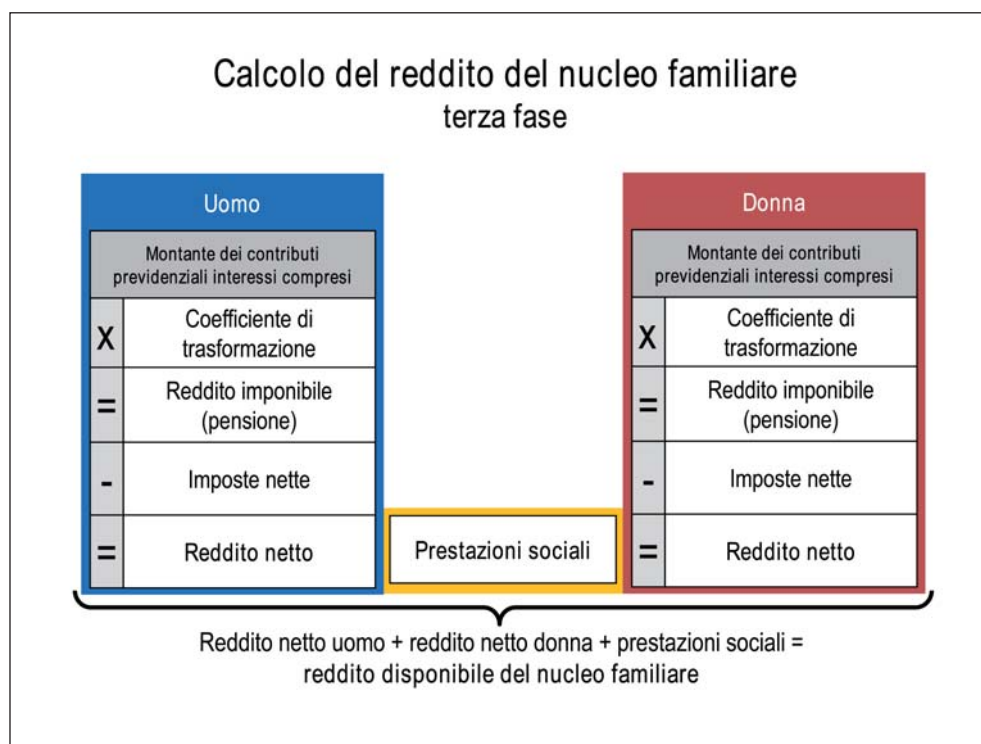 Calcolo del reddito del nucleo familiare
terza fase
Uomo
Montante dei contributi
previdenziali interessi compresi
X
Coefficiente di
trasformazione
=
Reddito imponibile
(pensione)
-
Imposte nette
=
Reddito netto
Prestazioni sociali
Donna
Montante dei contributi
previdenziali interessi compresi
X
Coefficiente di
trasformazione
=
Reddito imponibile
(pensione)
-
Imposte nette
=
Reddito netto
Reddito netto uomo + reddito netto donna + prestazioni sociali =
reddito disponibile del nucleo familiare